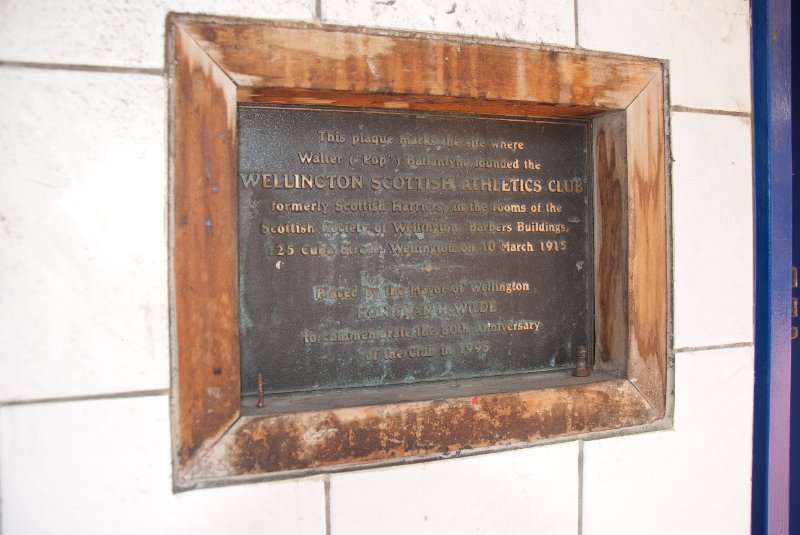 This plaque marks the site where
Walter ("Pop") Ballantyne founded the
WELLINGTON SCOTTISH ATHLETICS CLUB
formerly Scottish Harriers, in the rooms of the
Scottish Society of Wellington, Barbers Buildings,
125 Cuba Street, Wellington on 10 March 1915
Placed by the Mayor of Wellington
WILDE
to commemorate the 80th Anniversary
of the Club in 1995